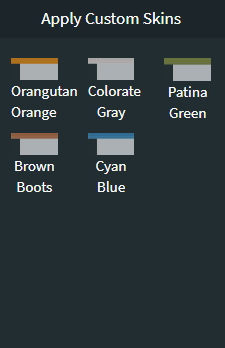 Apply Custom Skins
Orangutan
Orange
Colorate
Gray
Patina
Green
Brown
Boots
Cyan
Blue